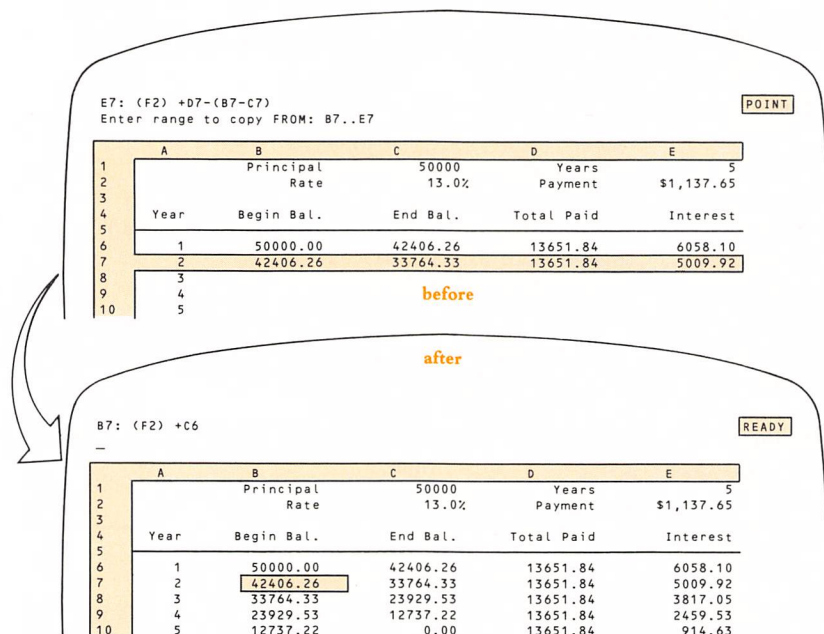 E7: (F2) +D7-(B7-C7)
POINT
Enter range to copy FROM: B7..E7
A B C D E
1 Principal 50000 Years 5
2 Rate 13.0% Payment $1,137.65
3
4 Year Begin Bal. End Bal. Total Paid Interest
5
6 1 50000.00 42406.26 13651.84 6058.10
7 2 42406.26 33764.33 13651.84 5009.92
8 3
9 4
10 5
before
after
B7: (F2) +C6
READY
A B C D E
1 Principal 50000 Years 5
2 Rate 13.0% Payment $1,137.65
3
4 Year Begin Bal. End Bal. Total Paid Interest
5
6 1 50000.00 42406.26 13651.84 6058.10
7 2 42406.26 33764.33 13651.84 5009.92
8 3 33764.33 23929.53 13651.84 3817.05
9 4 23929.53 12737.22 13651.84 2459.53
10 5 12737.22 0.00 13651.84 914.63